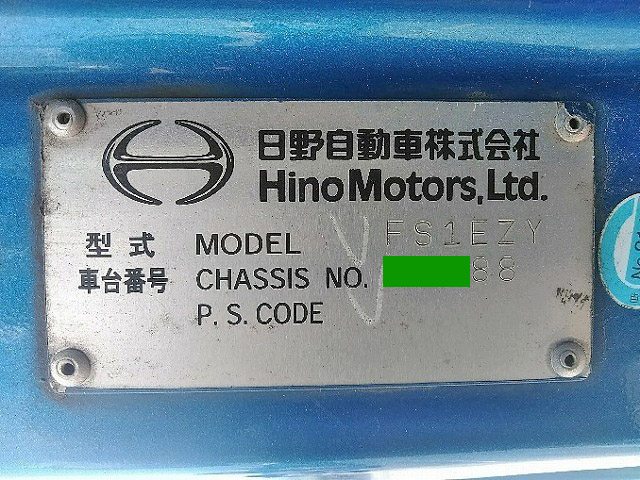 日野自動車株式会社
Hino Motors, Ltd.
型式 MODEL FS1EZY
車台番号 CHASSIS NO. 88
P.S.CODE